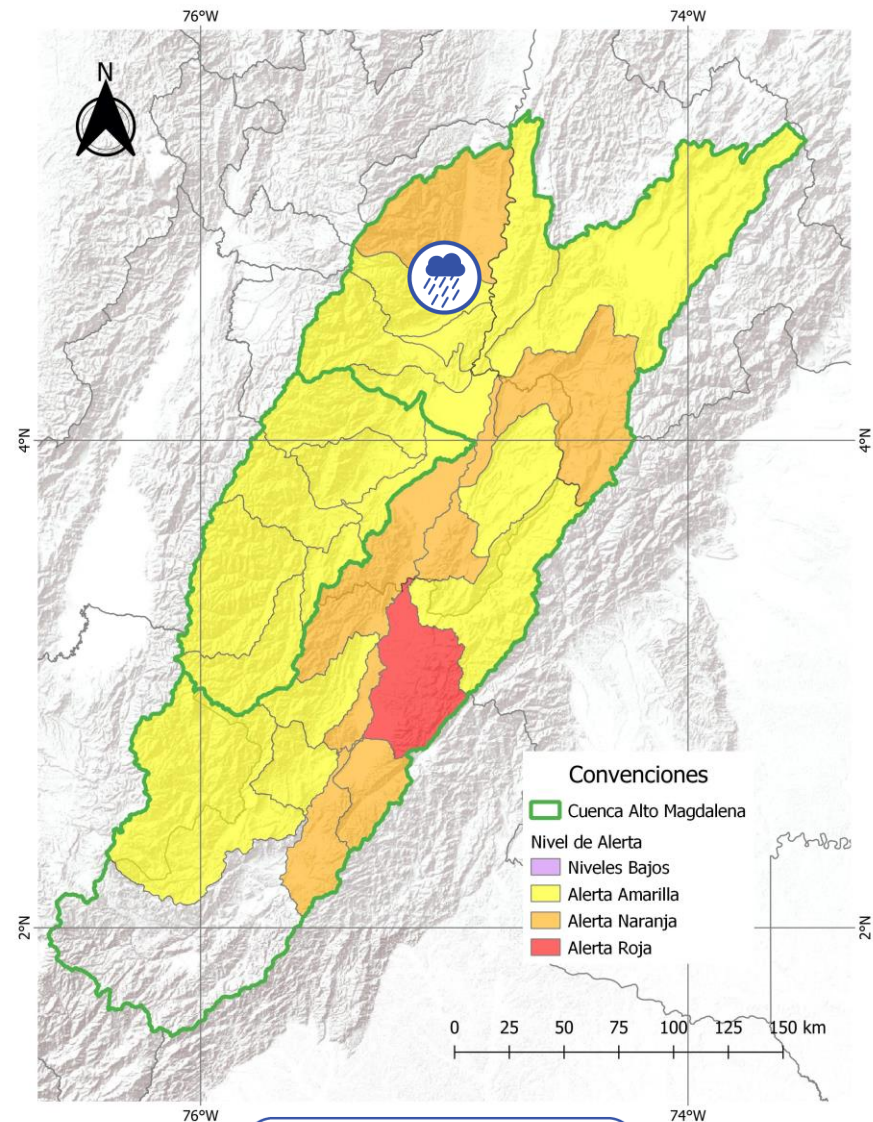 76°W 74°W
N
4°N 4°N
Convenciones
Cuenca Alto Magdalena
Nivel de Alerta
Niveles Bajos
Alerta Amarilla
Alerta Naranja
Alerta Roja
2°N 2°N
0 25 50 75 100 125 150 km
76°W 74°W